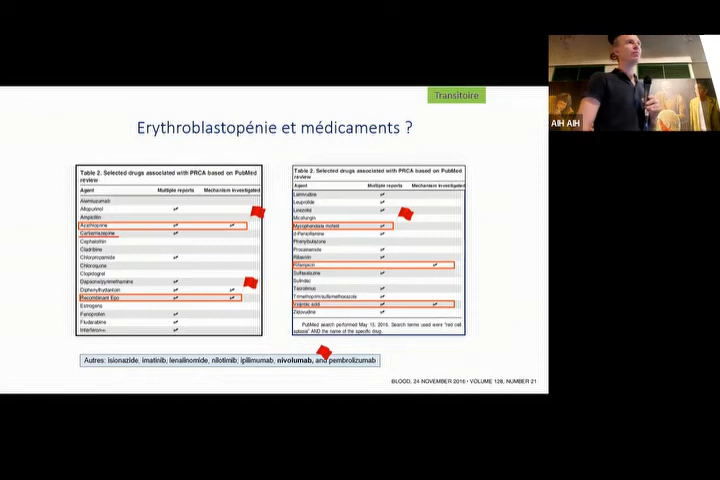 Transitoire
AIH AIH
Erythroblastopénie et médicaments ?
Table 2. Selected drugs associated with PRCA based on PubMed
review
Agent Multiple reports Mechanism investigated
Alemtuzumab
Allopurinol ✔
Ampicillin
Azathioprine ✔ ✔
Carbamazepine ✔
Cephalothin
Cladribine
Chlorpropamide ✔
Chloroquine
Clopidogrel
Dapsone/pyrimethamine ✔
Diphenylhydantoin ✔ ✔
Recombinant Epo ✔ ✔
Estrogens
Fenoprofen ✔
Fludarabine ✔
Interferon-α ✔
Table 2. Selected drugs associated with PRCA based on PubMed
review
Agent Multiple reports Mechanism investigated
Lamivudine ✔
Leuprolide ✔
Linezolid ✔
Micafungin
Mycophenolate mofetil ✔
d-Penicillamine ✔
Phenylbutazone
Procainamide ✔
Ribavirin ✔
Rifampicin ✔
Sulfasalazine ✔
Sulindac
Tacrolimus ✔
Trimethoprim/sulfamethoxazole ✔
Valproic acid ✔ ✔
Zidovudine ✔
PubMed search performed May 15, 2016. Search terms used were "red cell
aplasia" AND the name of the specific drug.
Autres: isionazide, imatinib, lenalinomide, nilotimib; ipilimumab, nivolumab, and pembrolizumab
BLOOD, 24 NOVEMBER 2016 • VOLUME 128, NUMBER 21